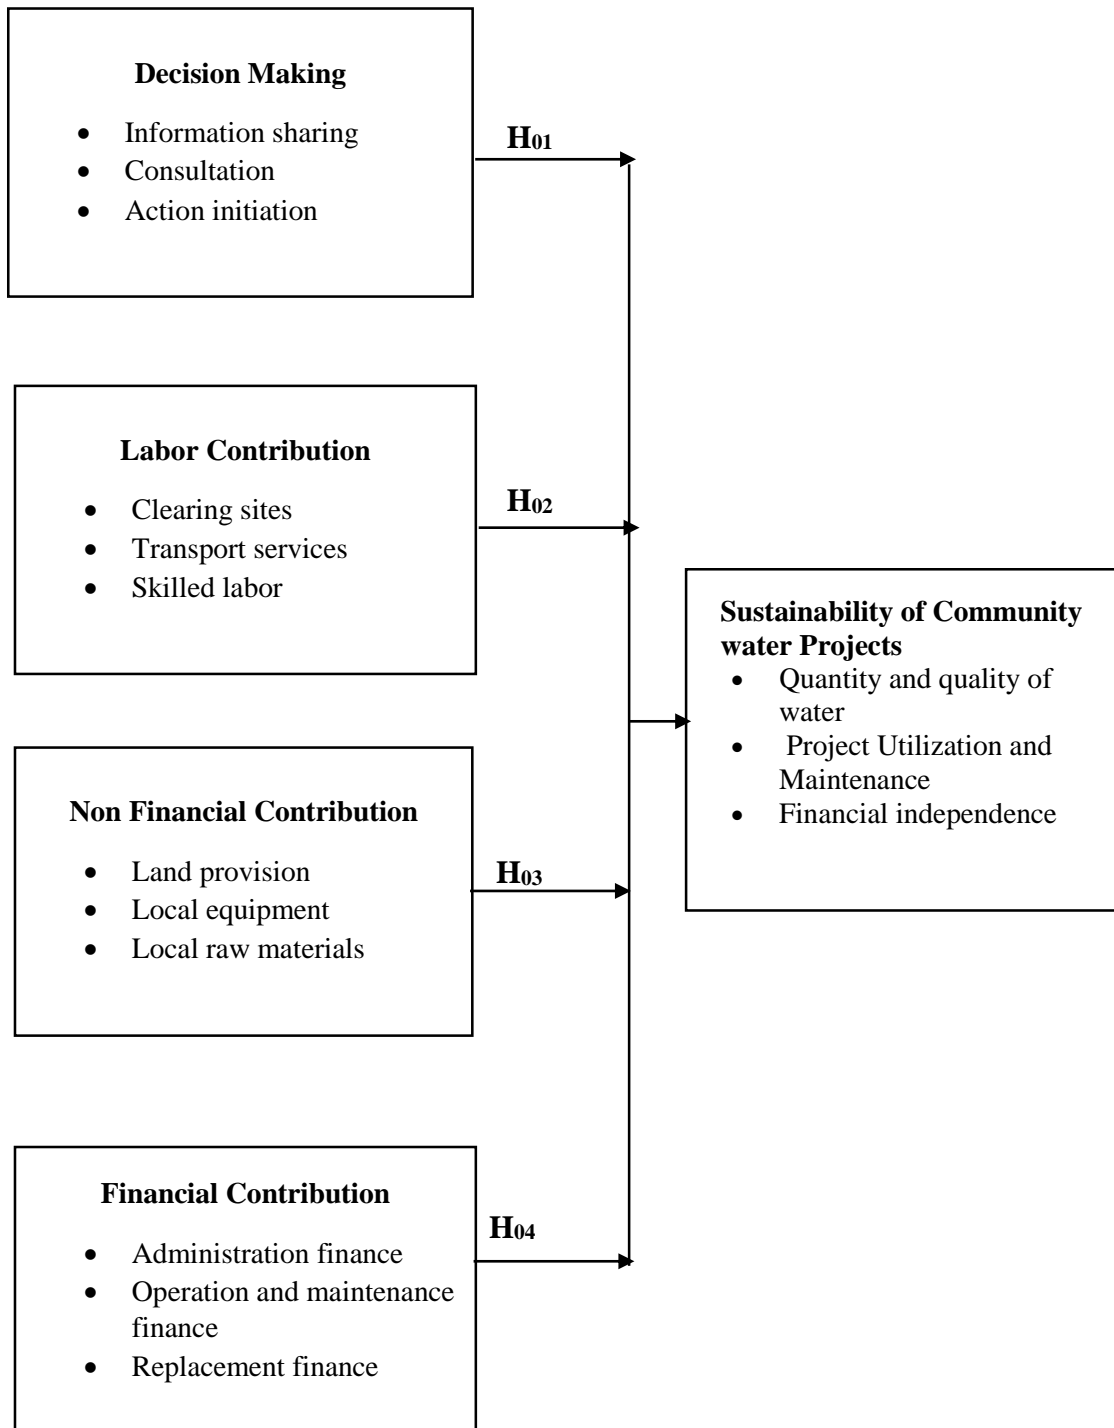 Decision Making
• Information sharing
• Consultation
• Action initiation
H01
Labor Contribution
• Clearing sites
• Transport services
• Skilled labor
H02
Sustainability of Community
water Projects
• Quantity and quality of
water
• Project Utilization and
Maintenance
• Financial independence
Non Financial Contribution
• Land provision
• Local equipment
• Local raw materials
H03
Financial Contribution
• Administration finance
• Operation and maintenance
finance
• Replacement finance
H04